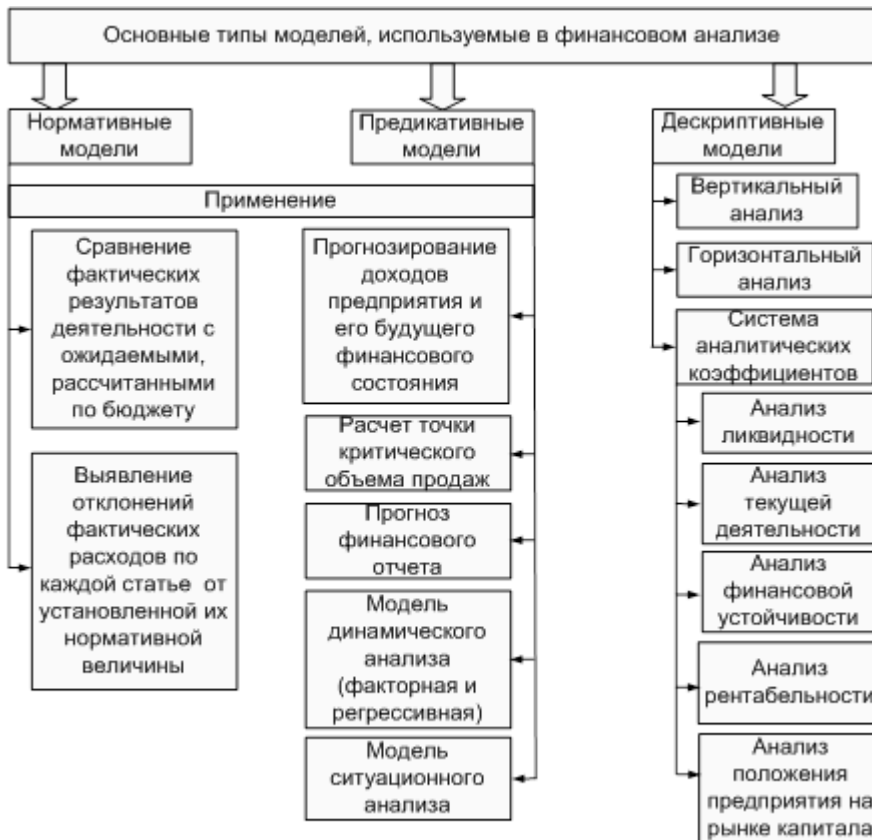 Основные типы моделей, используемые в финансовом анализе
Нормативные
модели
Предикативные
модели
Дескриптивные
модели
Применение
Сравнение
фактических
результатов
деятельности с
ожидаемыми,
рассчитанными
по бюджету
Выявление
отклонений
фактических
расходов по
каждой статье от
установленной их
нормативной
величины
Прогнозирование
доходов
предприятия и
его будущего
финансового
состояния
Расчет точки
критического
объема продаж
Прогноз
финансового
отчета
Модель
динамического
анализа
(факторная и
регрессивная)
Модель
ситуационного
анализа
Вертикальный
анализ
Горизонтальный
анализ
Система
аналитических
коэффициентов
Анализ
ликвидности
Анализ
текущей
деятельности
Анализ
финансовой
устойчивости
Анализ
рентабельности
Анализ
положения
предприятия на
рынке капитала